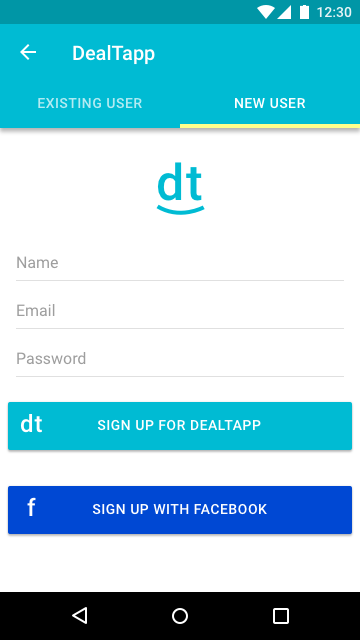 12:30
DealTapp
EXISTING USER NEW USER
dt
Name
Email
Password
dt SIGN UP FOR DEALTAPP
f SIGN UP WITH FACEBOOK